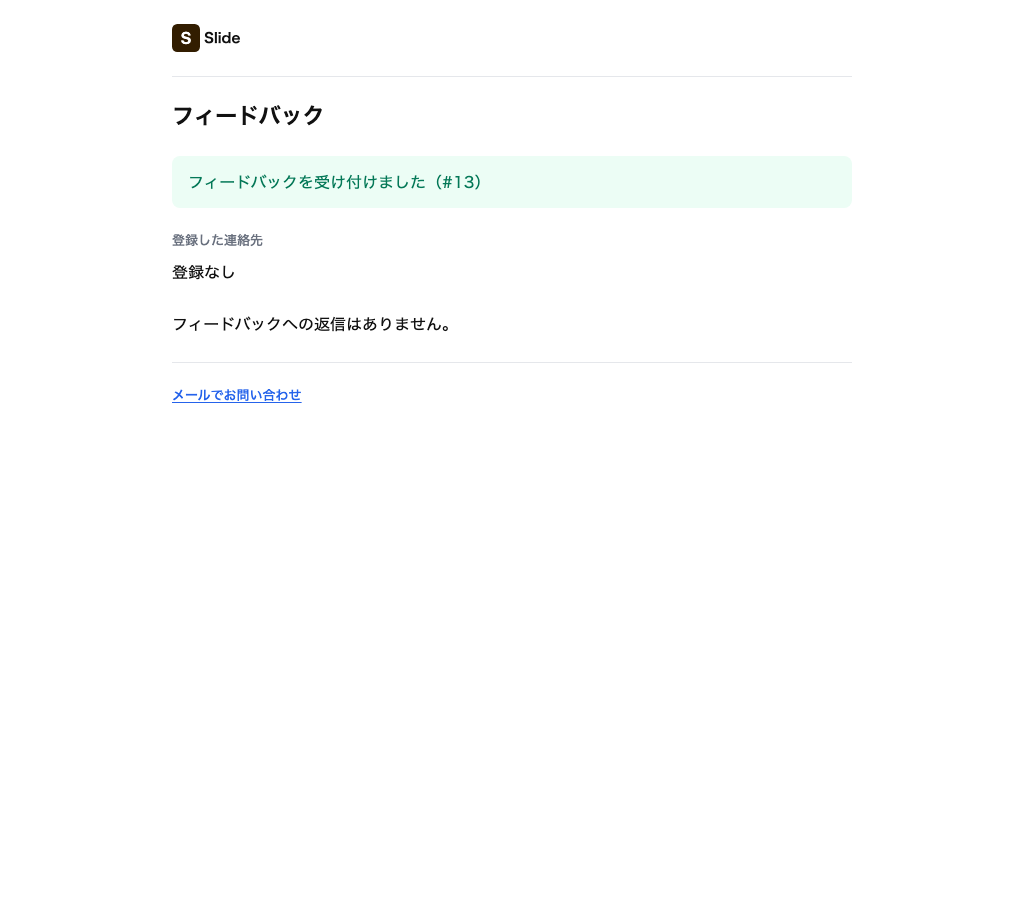 S Slide
フィードバック
フィードバックを受け付けました（#13）
登録した連絡先
登録なし
フィードバックへの返信はありません。
メールでお問い合わせ